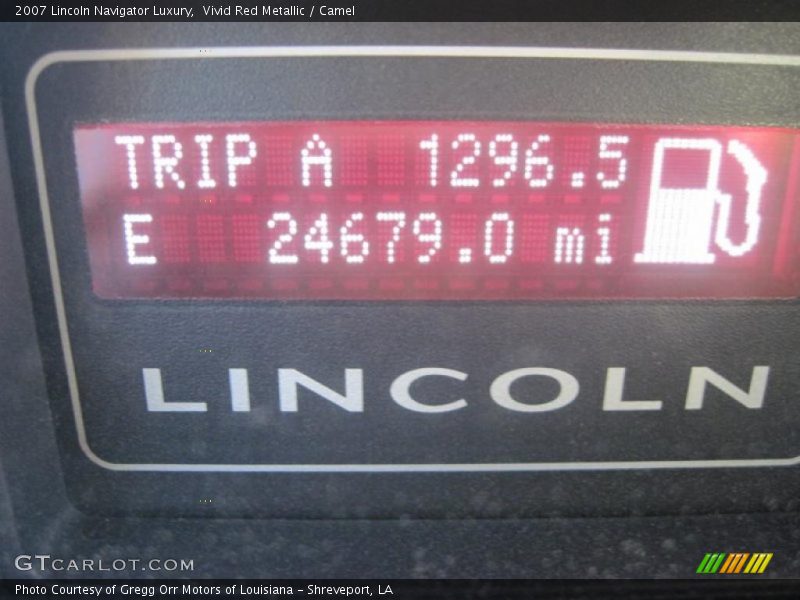 2007 Lincoln Navigator Luxury,  Vivid Red Metallic / Camel
TRIP A 1296.5
E 24679.0 mi
LINCOLN
GTCARLOT.COM
Photo Courtesy of Gregg Orr Motors of Louisiana – Shreveport, LA